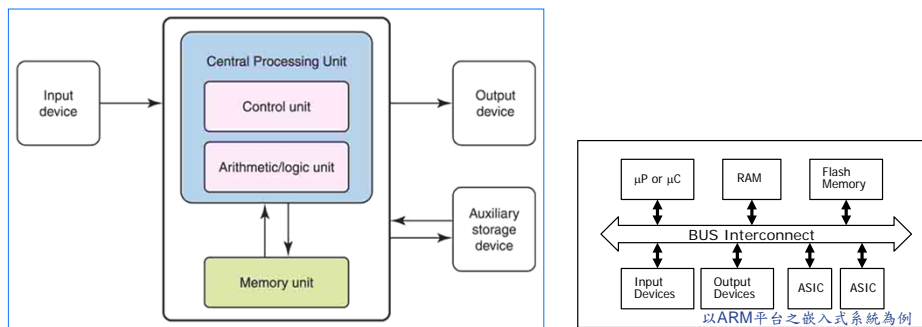 Central Processing Unit
Input
device
Control unit
Output
device
Arithmetic/logic unit
Auxiliary
storage
device
Memory unit
μP or μC
RAM
Flash
Memory
BUS Interconnect
Input
Devices
Output
Devices
ASIC
ASIC
以ARM平台之嵌入式系統為例